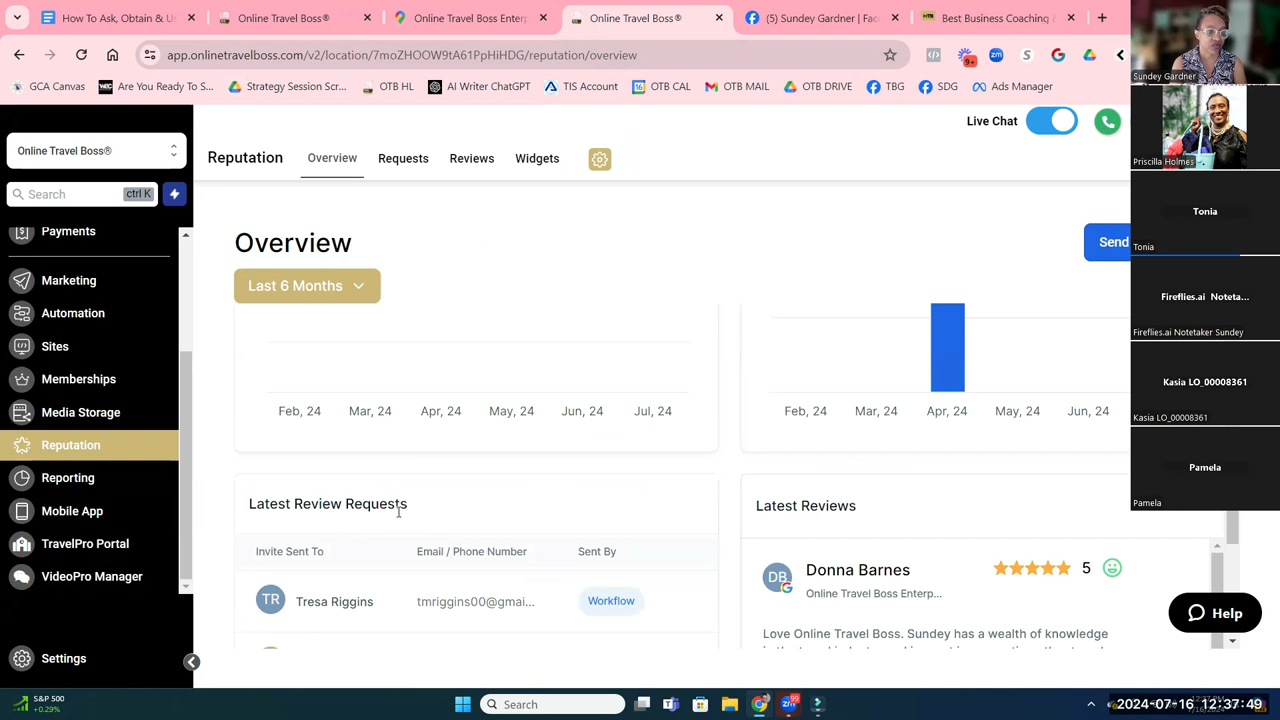 How To Ask, Obtain & U
Online Travel Boss®
Online Travel Boss Enterp
Online Travel Boss®
(5) Sundey Gardner | Fac
Best Business Coaching
app.onlinetravelboss.com/v2/location/7moZHOOW9tA61PpHiHDG/reputation/overview
9+
GCA Canvas
Are You Ready To S...
Strategy Session Scr...
OTB HL
AI Whiz ChatGPT
TIS Account
OTB CAL
OTB MAIL
OTB DRIVE
TBG
SDG
Ads Manager
Live Chat
Online Travel Boss®
Search
ctrl K
Payments
Marketing
Automation
Sites
Memberships
Media Storage
Reputation
Reporting
Mobile App
TravelPro Portal
VideoPro Manager
Settings
Reputation
Overview
Requests
Reviews
Widgets
Overview
Send
Last 6 Months
Feb, 24
Mar, 24
Apr, 24
May, 24
Jun, 24
Jul, 24
Feb, 24
Mar, 24
Apr, 24
May, 24
Jun, 24
Latest Review Requests
Invite Sent To
Email / Phone Number
Sent By
TR
Tresa Riggins
tmriggins00@gmai...
Workflow
Latest Reviews
DB
Donna Barnes
5
Online Travel Boss Enterp...
Love Online Travel Boss. Sundey has a wealth of knowledge
Help
Sundey Gardner
Priscilla Holmes
Tonia
Tonia
Fireflies.ai Noteta...
Fireflies.ai Notetaker Sundey
Kasia LO_00008361
Kasia LO_00008361
Pamela
Pamela
S&P 500
+0.29%
Search
2024-07-16 12:37:49